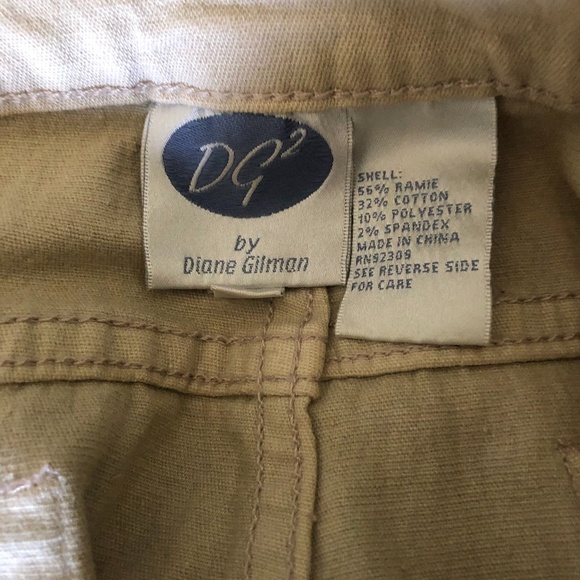 DG2
by
Diane Gilman
SHELL:
56% RAMIE
32% COTTON
10% POLYESTER
2% SPANDEX
MADE IN CHINA
RN92309
SEE REVERSE SIDE
FOR CARE